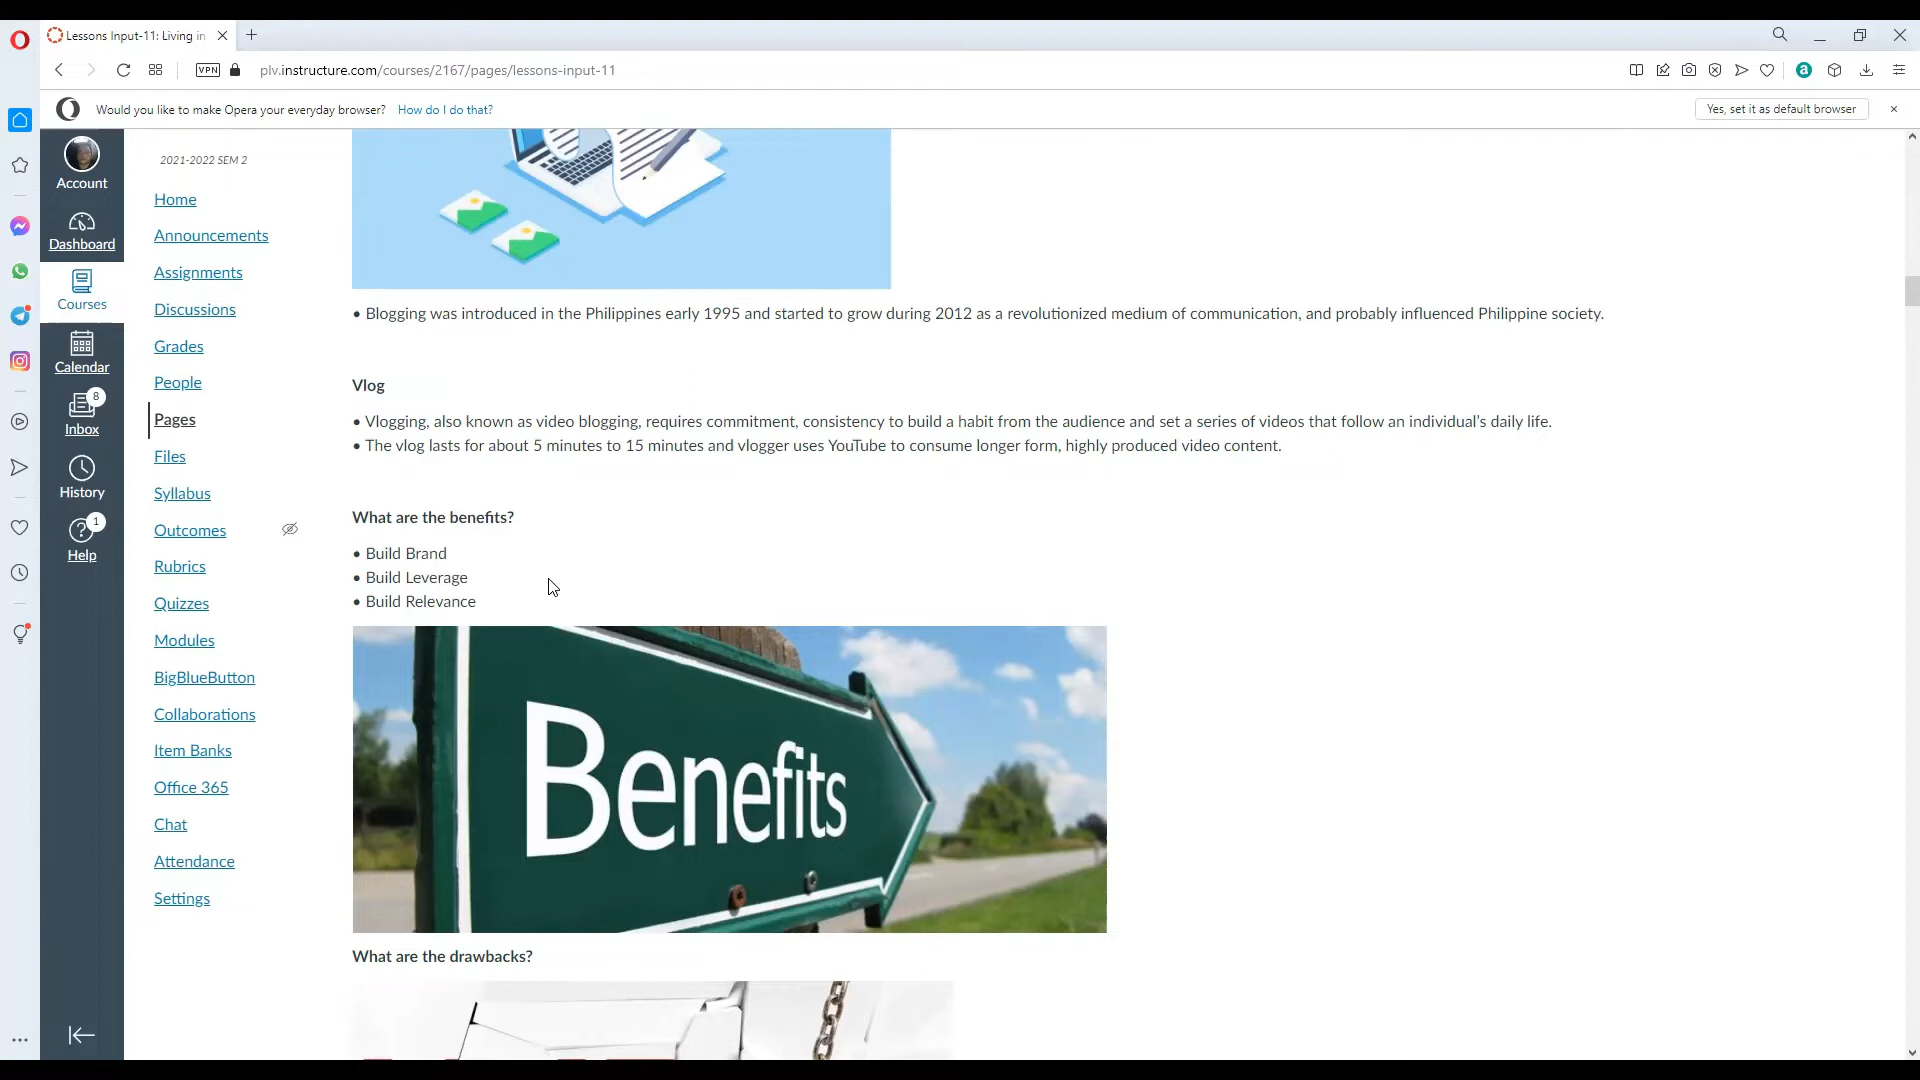 Lessons Input-11: Living in
VPN
plv.instructure.com/courses/2167/pages/lessons-input-11
a
Would you like to make Opera your everyday browser? How do I do that?
Yes, set it as default browser
Account
Dashboard
Courses
Calendar
8
Inbox
History
1
Help
2021-2022 SEM 2
Home
Announcements
Assignments
Discussions
Grades
People
Pages
Files
Syllabus
Outcomes
Rubrics
Quizzes
Modules
BigBlueButton
Collaborations
Item Banks
Office 365
Chat
Attendance
Settings
• Blogging was introduced in the Philippines early 1995 and started to grow during 2012 as a revolutionized medium of communication, and probably influenced Philippine society.
Vlog
• Vlogging, also known as video blogging, requires commitment, consistency to build a habit from the audience and set a series of videos that follow an individual's daily life.
• The vlog lasts for about 5 minutes to 15 minutes and vlogger uses YouTube to consume longer form, highly produced video content.
What are the benefits?
• Build Brand
• Build Leverage
• Build Relevance
Benefits
What are the drawbacks?